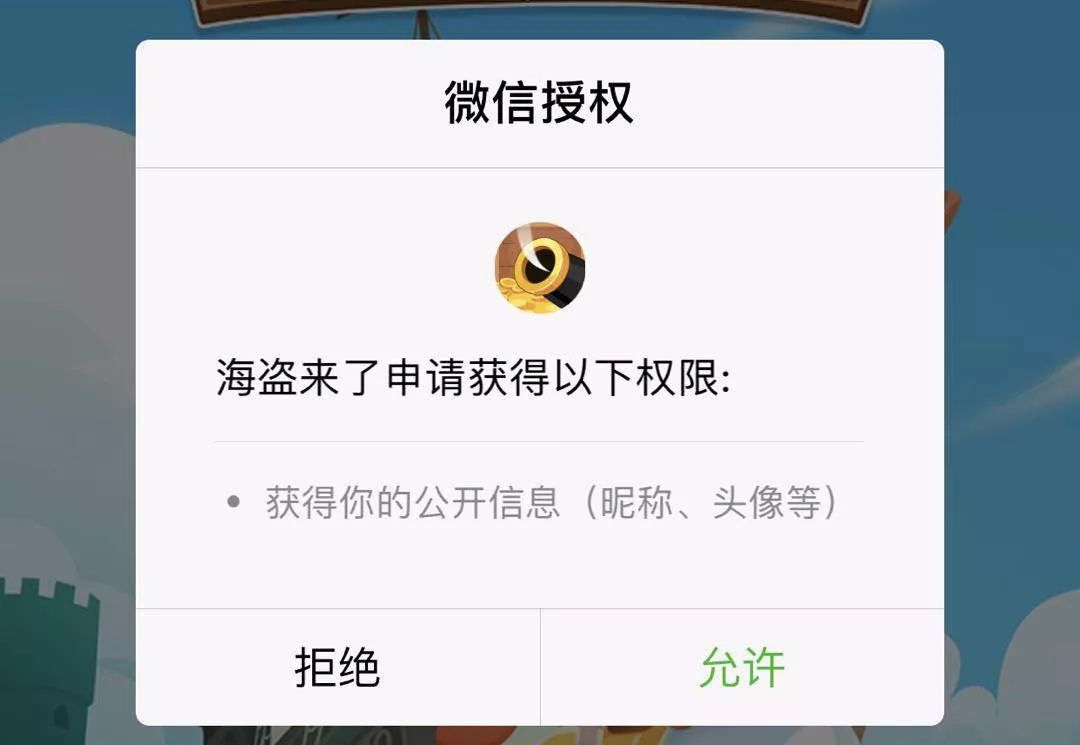 微信授权
海盗来了申请获得以下权限:
• 获得你的公开信息（昵称、头像等）
拒绝
允许